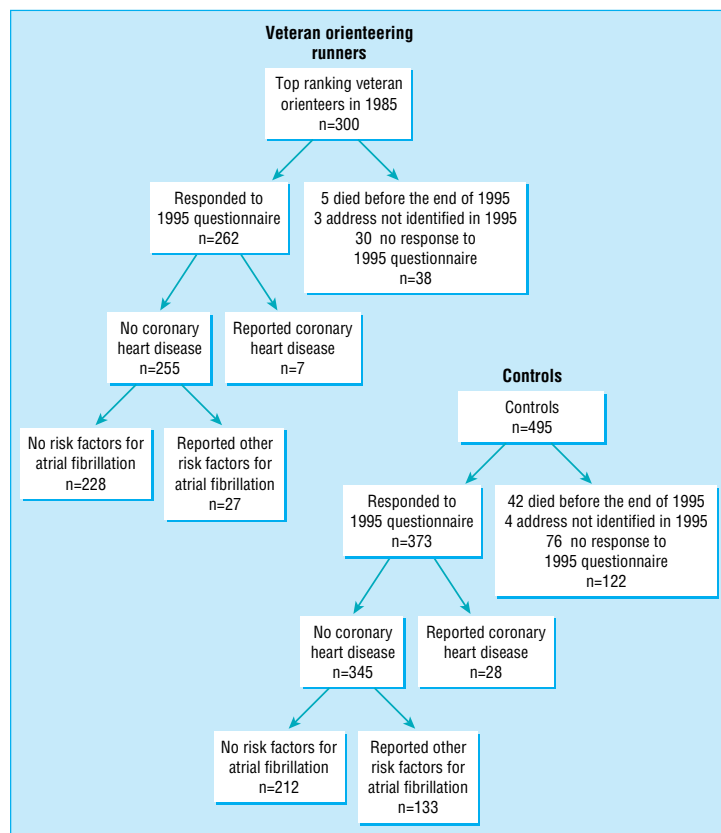 Veteran orienteering
runners
Top ranking veteran
orienteers in 1985
n=300
Responded to
1995 questionnaire
n=262
5 died before the end of 1995
3 address not identified in 1995
30 no response to
1995 questionnaire
n=38
No coronary
heart disease
n=255
Reported coronary
heart disease
n=7
No risk factors for
atrial fibrillation
n=228
Reported other
risk factors for
atrial fibrillation
n=27
Controls
Controls
n=495
Responded to
1995 questionnaire
n=373
42 died before the end of 1995
4 address not identified in 1995
76 no response to
1995 questionnaire
n=122
No coronary
heart disease
n=345
Reported coronary
heart disease
n=28
No risk factors for
atrial fibrillation
n=212
Reported other
risk factors for
atrial fibrillation
n=133